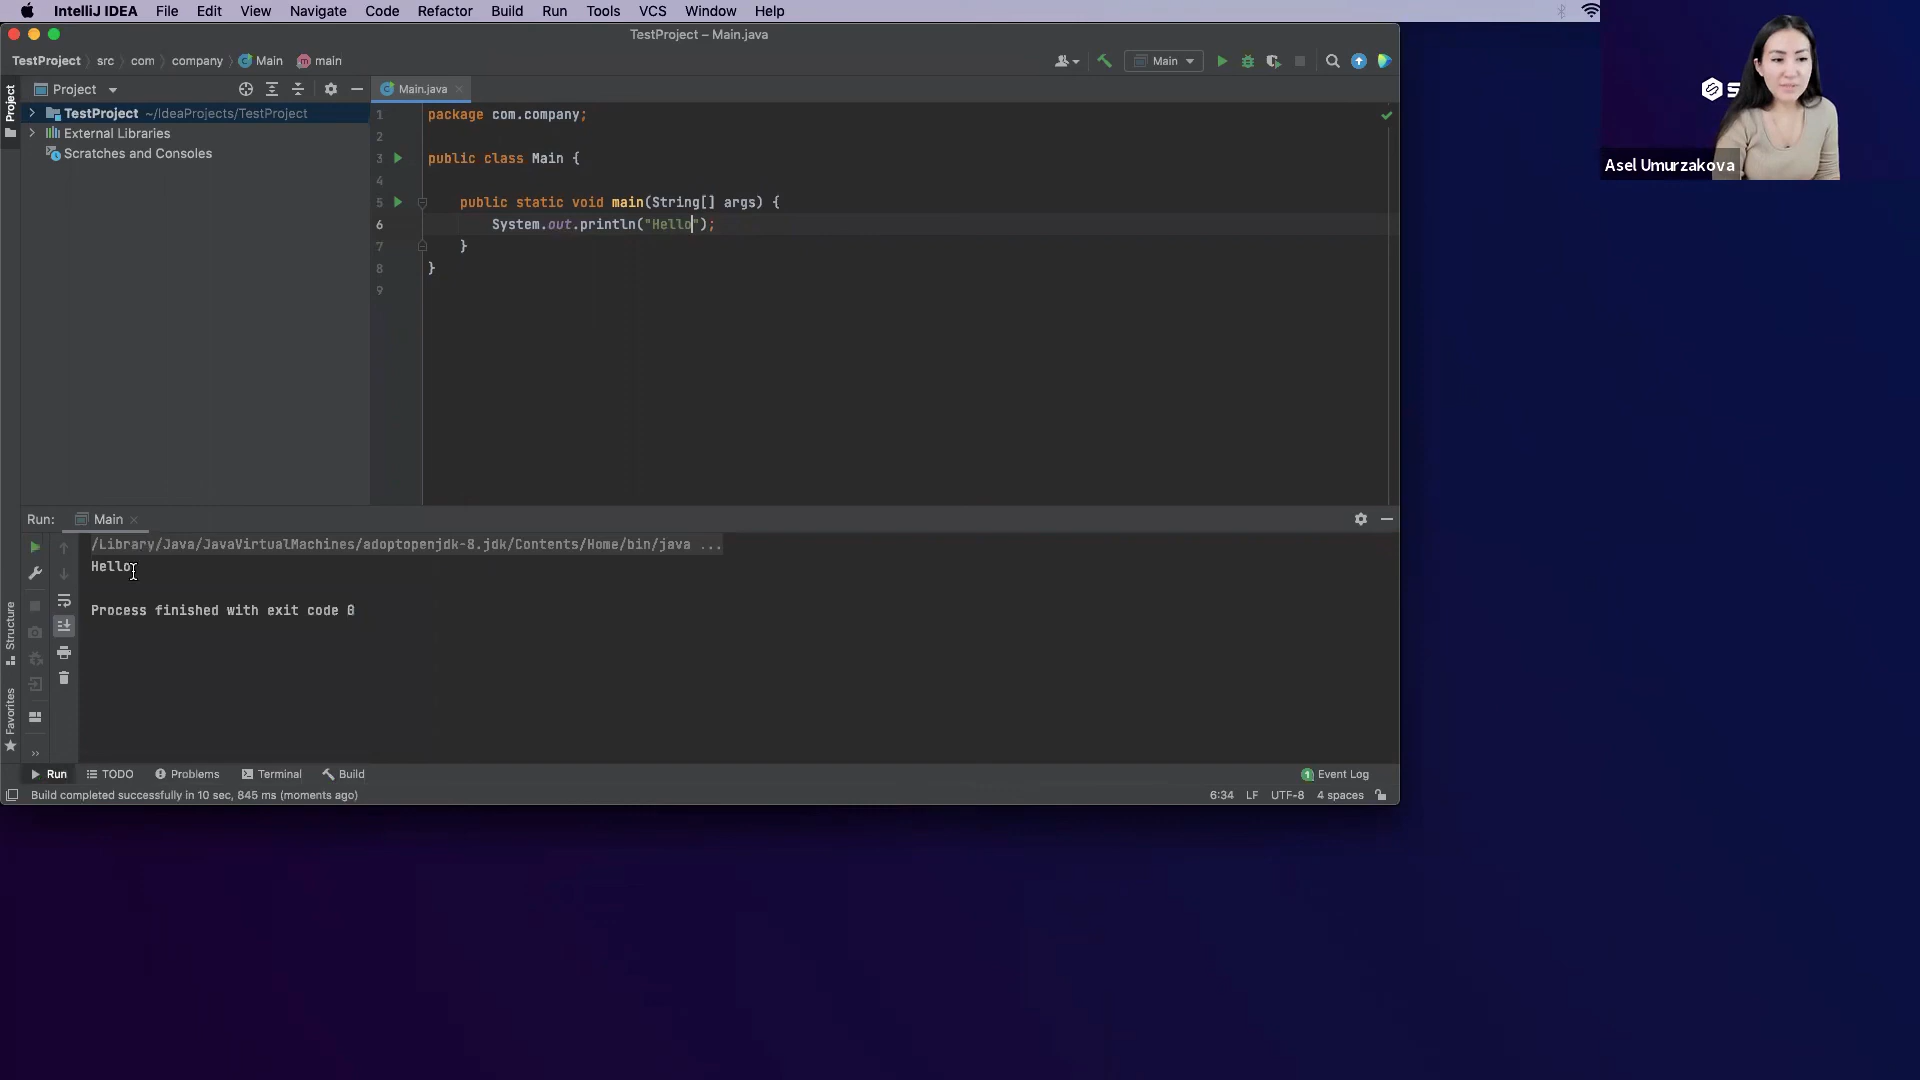 IntelliJ IDEA File Edit View Navigate Code Refactor Build Run Tools VCS Window Help
TestProject – Main.java
TestProject src com company Main main
Main
Project
Project
Main.java
TestProject ~/IdeaProjects/TestProject
External Libraries
Scratches and Consoles
1 package com.company;
2
3 public class Main {
4
5 public static void main(String[] args) {
6 System.out.println("Hello");
7 }
8 }
9
Asel Umurzakova
Run: Main
/Library/Java/JavaVirtualMachines/adoptopenjdk-8.jdk/Contents/Home/bin/java ...
Hello
Process finished with exit code 0
Structure
Favorites
Run TODO Problems Terminal Build
1 Event Log
Build completed successfully in 10 sec, 845 ms (moments ago)
6:34 LF UTF-8 4 spaces